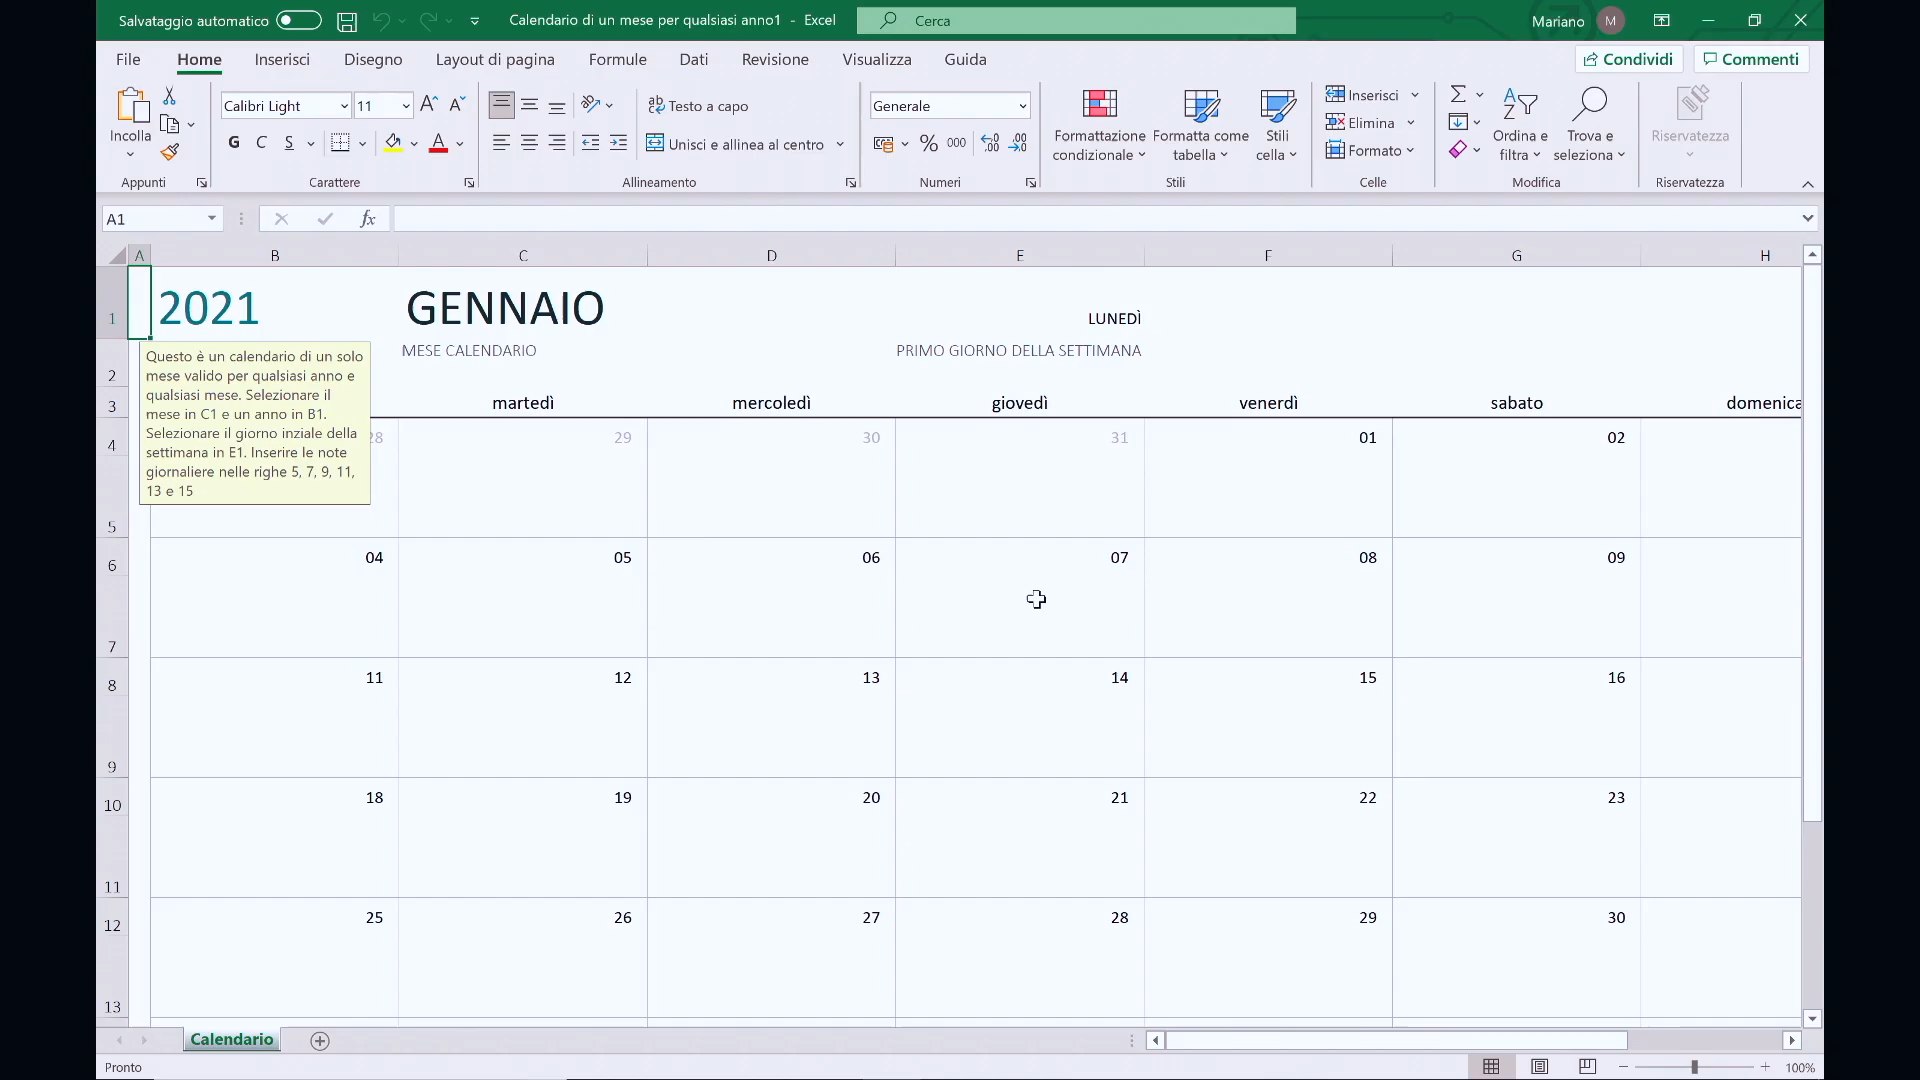 Salvataggio automatico
Calendario di un mese per qualsiasi anno1 - Excel
Cerca
Mariano M
File Home Inserisci Disegno Layout di pagina Formule Dati Revisione Visualizza Guida
Condividi Commenti
Calibri Light 11
Testo a capo
Generale
Inserisci
Incolla
G C S
Unisci e allinea al centro
% 000
Formattazione condizionale
Formatta come tabella
Stili cella
Elimina
Formato
Ordina e filtra
Trova e seleziona
Riservatezza
Appunti Carattere Allineamento Numeri Stili Celle Modifica Riservatezza
A1 fx
A B C D E F G H
1 2021 GENNAIO LUNEDÌ
2 MESE CALENDARIO PRIMO GIORNO DELLA SETTIMANA
Questo è un calendario di un solo
mese valido per qualsiasi anno e
qualsiasi mese. Selezionare il
mese in C1 e un anno in B1.
Selezionare il giorno inziale della
settimana in E1. Inserire le note
giornaliere nelle righe 5, 7, 9, 11,
13 e 15
3 martedì mercoledì giovedì venerdì sabato domenica
4 28 29 30 31 01 02
5
6 04 05 06 07 08 09
7
8 11 12 13 14 15 16
9
10 18 19 20 21 22 23
11
12 25 26 27 28 29 30
13
Calendario
Pronto
100%